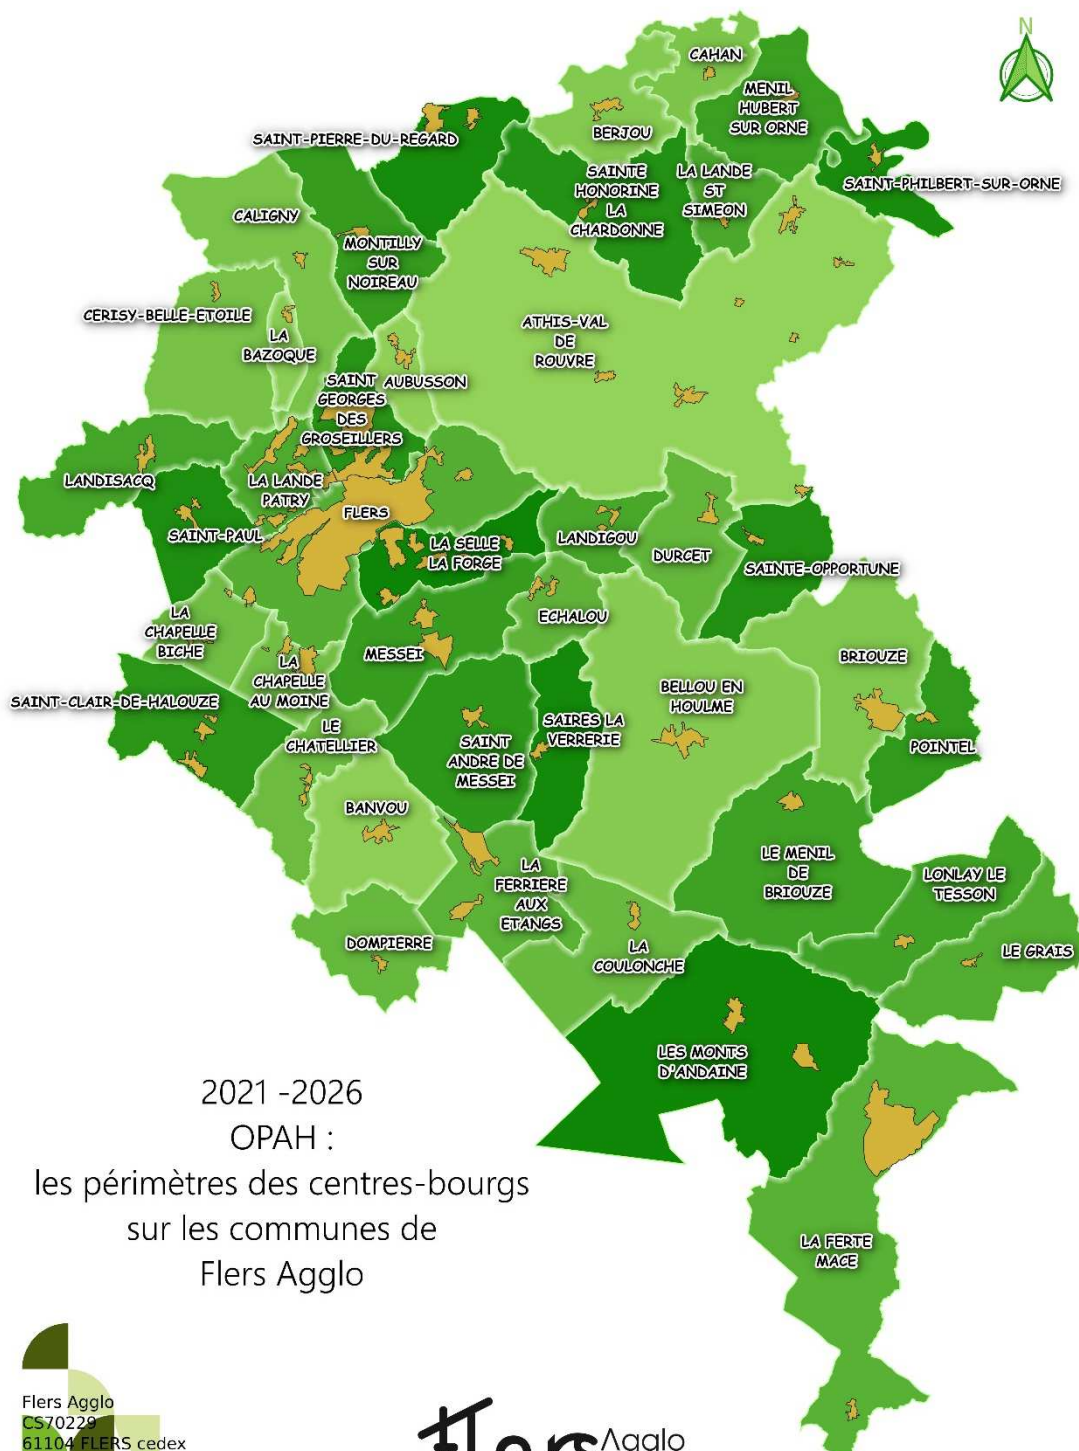 N
CAHAN
MENIL
HUBERT
SUR ORNE
BERJOU
SAINT-PIERRE-DU-REGARD
SAINTE
HONORINE
LA
CHARDONNE
LA LANDE
ST
SIMEON
SAINT-PHILBERT-SUR-ORNE
CALIGNY
MONTILLY
SUR
NOIREAU
CERISY-BELLE-ETOILE
LA
BAZOQUE
ATHIS-VAL
DE
ROUVRE
SAINT
GEORGES
DES
GROSEILLERS
AUBUSSON
LANDISACQ
LA LANDE
PATRY
FLERS
SAINT-PAUL
LA SELLE
LA FORGE
LANDIGOU
DURCET
SAINTE-OPPORTUNE
ECHALOU
LA
CHAPELLE
BICHE
MESSEI
LA
CHAPELLE
AU MOINE
BRIOUZE
BELLOU EN
HOULME
SAINT-CLAIR-DE-HALOUZE
LE
CHATELLIER
SAINT
ANDRE DE
MESSEI
SAIRES LA
VERRERIE
POINTEL
BANVOU
LE MENIL
DE
BRIOUZE
LONLAY LE
TESSON
LA
FERRIERE
AUX
ETANGS
DOMPIERRE
LA
COULONCHE
LE GRAIS
LES MONTS
D'ANDAINE
LA FERTE
MACE
2021 -2026
OPAH :
les périmètres des centres-bourgs
sur les communes de
Flers Agglo
Flers Agglo
CS70229
61104 FLERS cedex
Flers Agglo